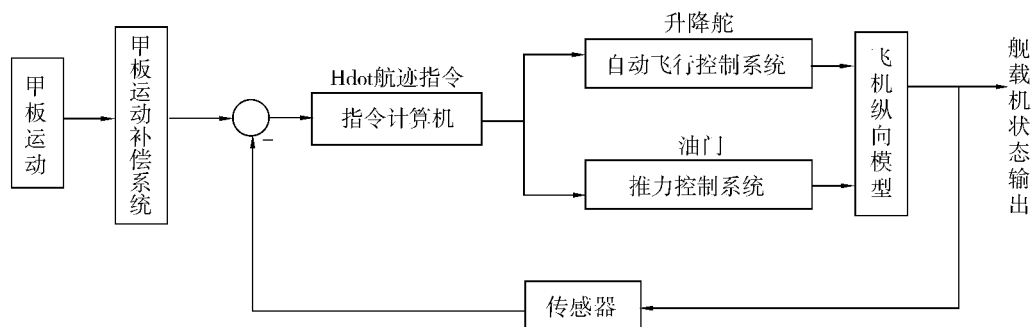 甲板运动
甲板运动补偿系统
Hdot航迹指令
指令计算机
升降舵
自动飞行控制系统
油门
推力控制系统
飞机纵向模型
舰载机状态输出
传感器